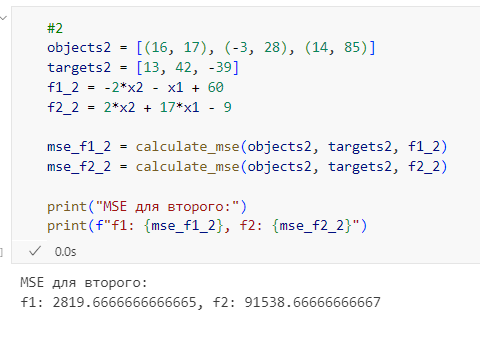 #2
objects2 = [(16, 17), (-3, 28), (14, 85)]
targets2 = [13, 42, -39]
f1_2 = -2*x2 - x1 + 60
f2_2 = 2*x2 + 17*x1 - 9
mse_f1_2 = calculate_mse(objects2, targets2, f1_2)
mse_f2_2 = calculate_mse(objects2, targets2, f2_2)
print("MSE для второго:")
print(f"f1: {mse_f1_2}, f2: {mse_f2_2}")
] ✓ 0.0s
MSE для второго:
f1: 2819.6666666666665, f2: 91538.66666666667